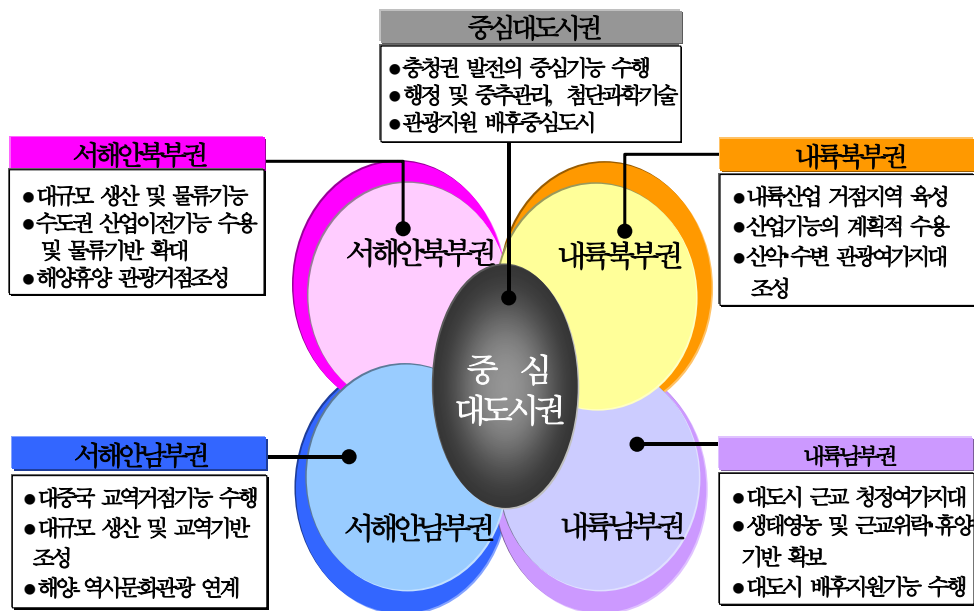 중심대도시권
●충청권 발전의 중심기능 수행
●행정 및 중추관리, 첨단과학기술
●관광지원 배후중심도시
서해안북부권
●대규모 생산 및 물류기능
●수도권 산업이전기능 수용
및 물류기반 확대
●해양휴양 관광거점조성
내륙북부권
●내륙산업 거점지역 육성
●산업기능의 계획적 수용
●산악·수변 관광여가지대
조성
서해안북부권
내륙북부권
중 심
대도시권
서해안남부권
●대중국 교역거점기능 수행
●대규모 생산 및 교역기반
조성
●해양·역사문화관광 연계
내륙남부권
●대도시 근교 청정여가지대
●생태영농 및 근교위락·휴양
기반 확보
●대도시 배후지원기능 수행
서해안남부권
내륙남부권